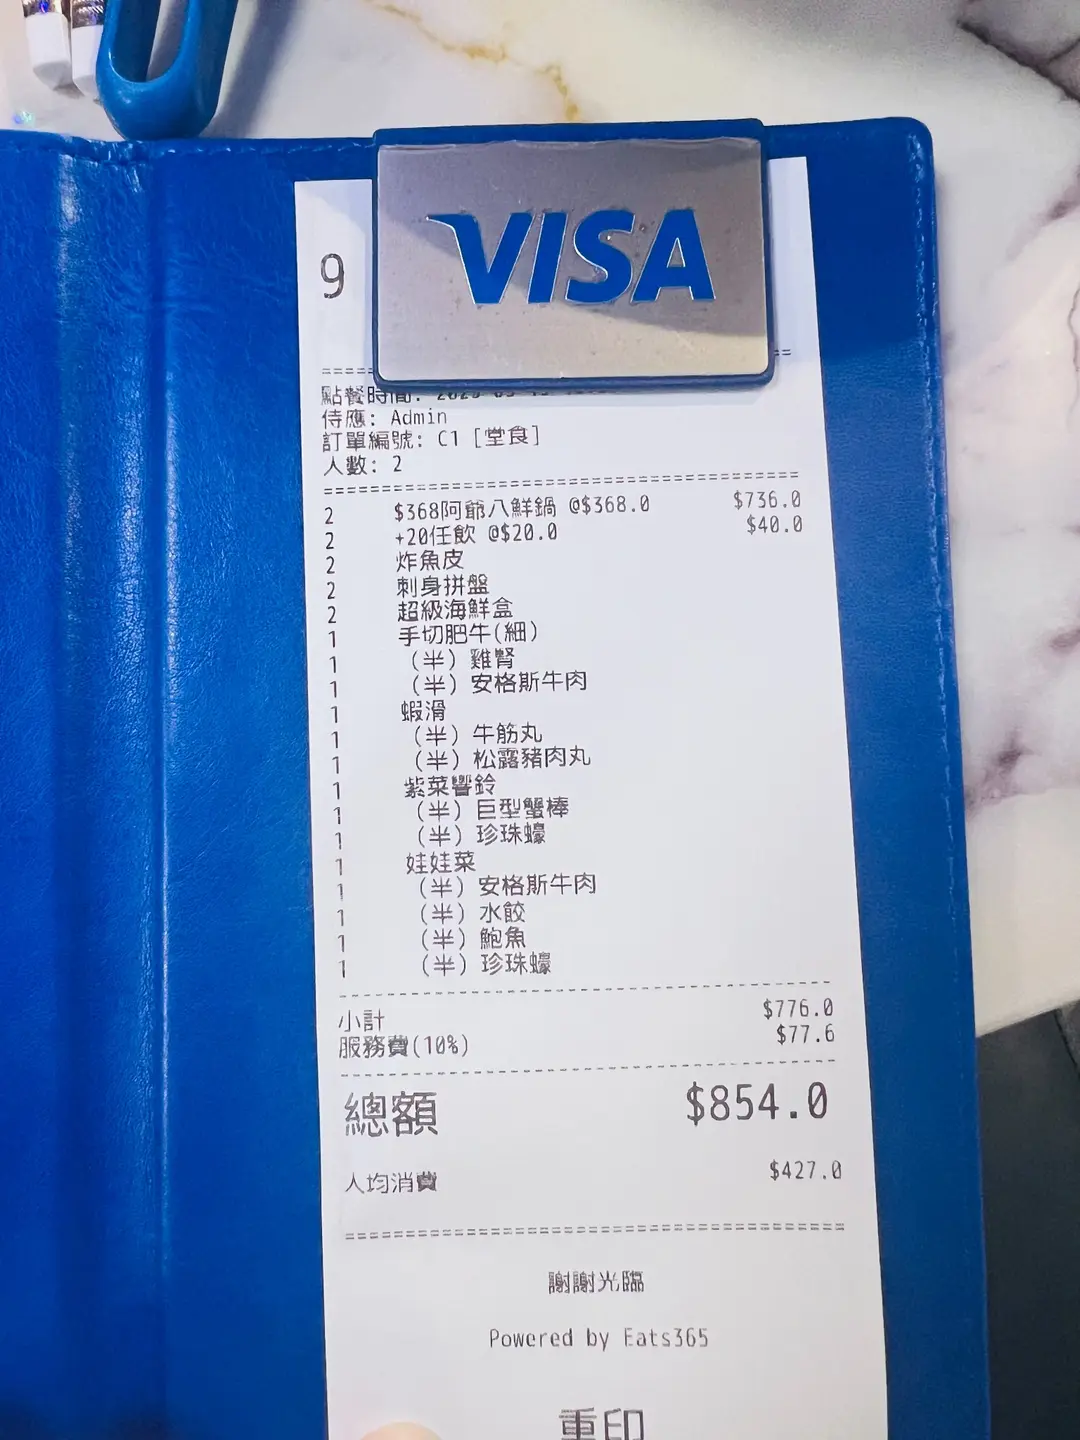 VISA
9
點餐時間:
侍應: Admin
訂單編號: C1 [堂食]
人數: 2
2 $368阿爺八鮮鍋 @$368.0 $736.0
2 +20任飲 @$20.0 $40.0
2 炸魚皮
2 刺身拼盤
2 超級海鮮盒
1 手切肥牛(細)
1 (半) 雞腎
1 (半) 安格斯牛肉
1 蝦滑
1 (半) 牛筋丸
1 (半) 松露豬肉丸
1 紫菜響鈴
1 (半) 巨型蟹棒
1 (半) 珍珠蠔
1 娃娃菜
1 (半) 安格斯牛肉
1 (半) 水餃
1 (半) 鮑魚
1 (半) 珍珠蠔
小計 $776.0
服務費(10%) $77.6
總額 $854.0
人均消費 $427.0
謝謝光臨
Powered by Eats365
重印